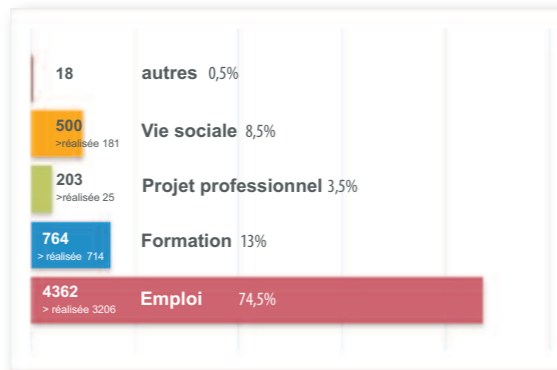 18 autres 0,5%
500 Vie sociale 8,5%
>réalisée 181
203 Projet professionnel 3,5%
>réalisée 25
764 Formation 13%
> réalisée 714
4362 Emploi 74,5%
> réalisée 3206